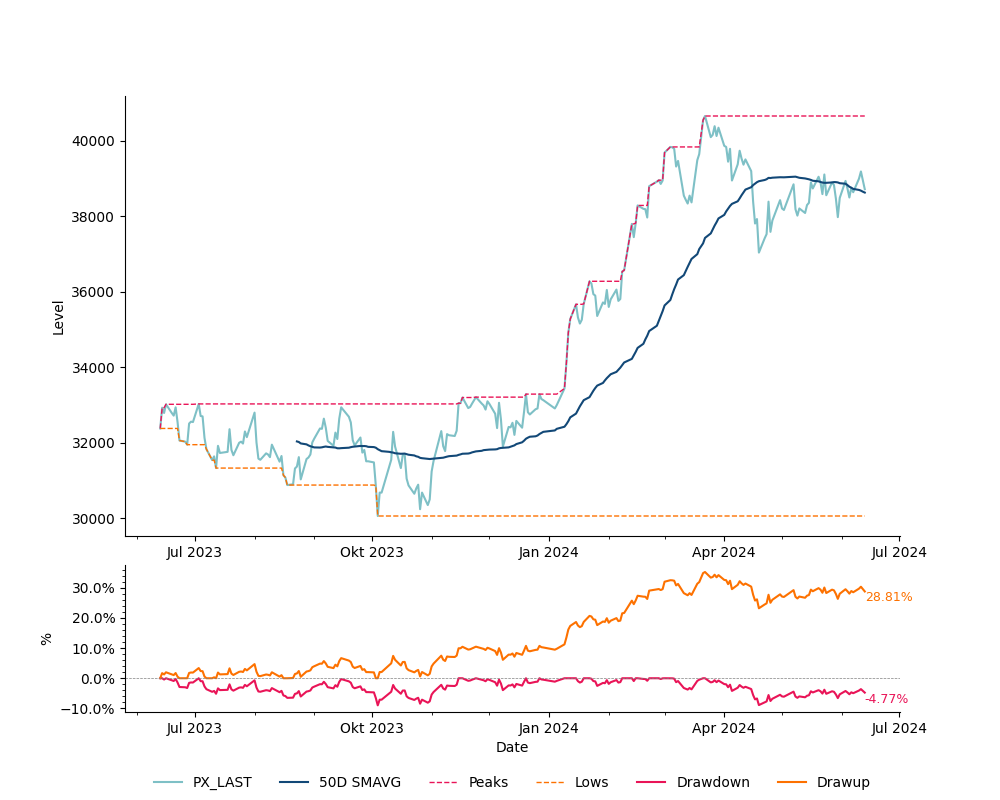 40000
38000
36000
34000
32000
30000
Level
Jul 2023
Okt 2023
Jan 2024
Apr 2024
Jul 2024
30.0%
20.0%
10.0%
0.0%
−10.0%
%
28.81%
-4.77%
Jul 2023
Okt 2023
Jan 2024
Apr 2024
Jul 2024
Date
PX_LAST
50D SMAVG
Peaks
Lows
Drawdown
Drawup